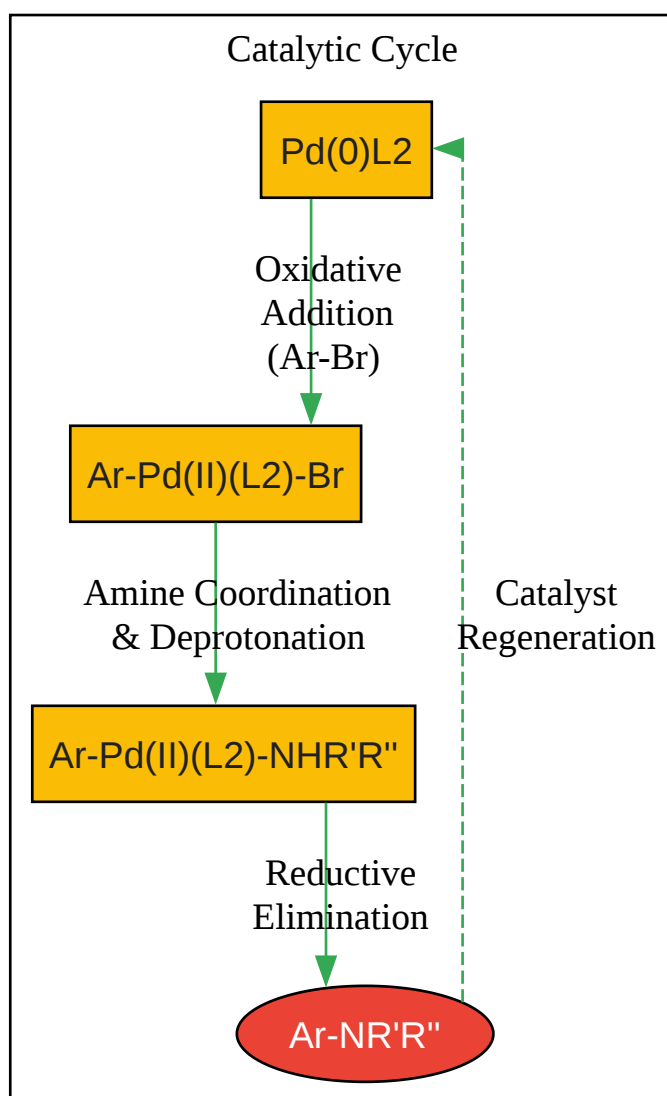 Catalytic Cycle
Pd(0)L2
Oxidative
Addition
(Ar-Br)
Ar-Pd(II)(L2)-Br
Amine Coordination
& Deprotonation
Catalyst
Regeneration
Ar-Pd(II)(L2)-NHR'R"
Reductive
Elimination
Ar-NR'R"